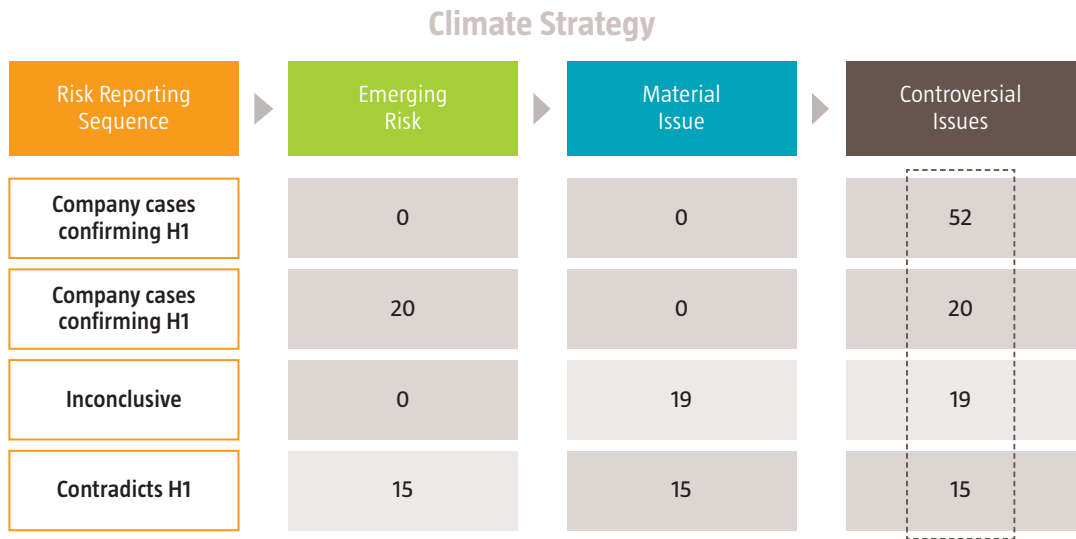 Climate Strategy
Risk Reporting
Sequence
Emerging
Risk
Material
Issue
Controversial
Issues
Company cases
confirming H1
0
0
52
Company cases
confirming H1
20
0
20
Inconclusive
0
19
19
Contradicts H1
15
15
15